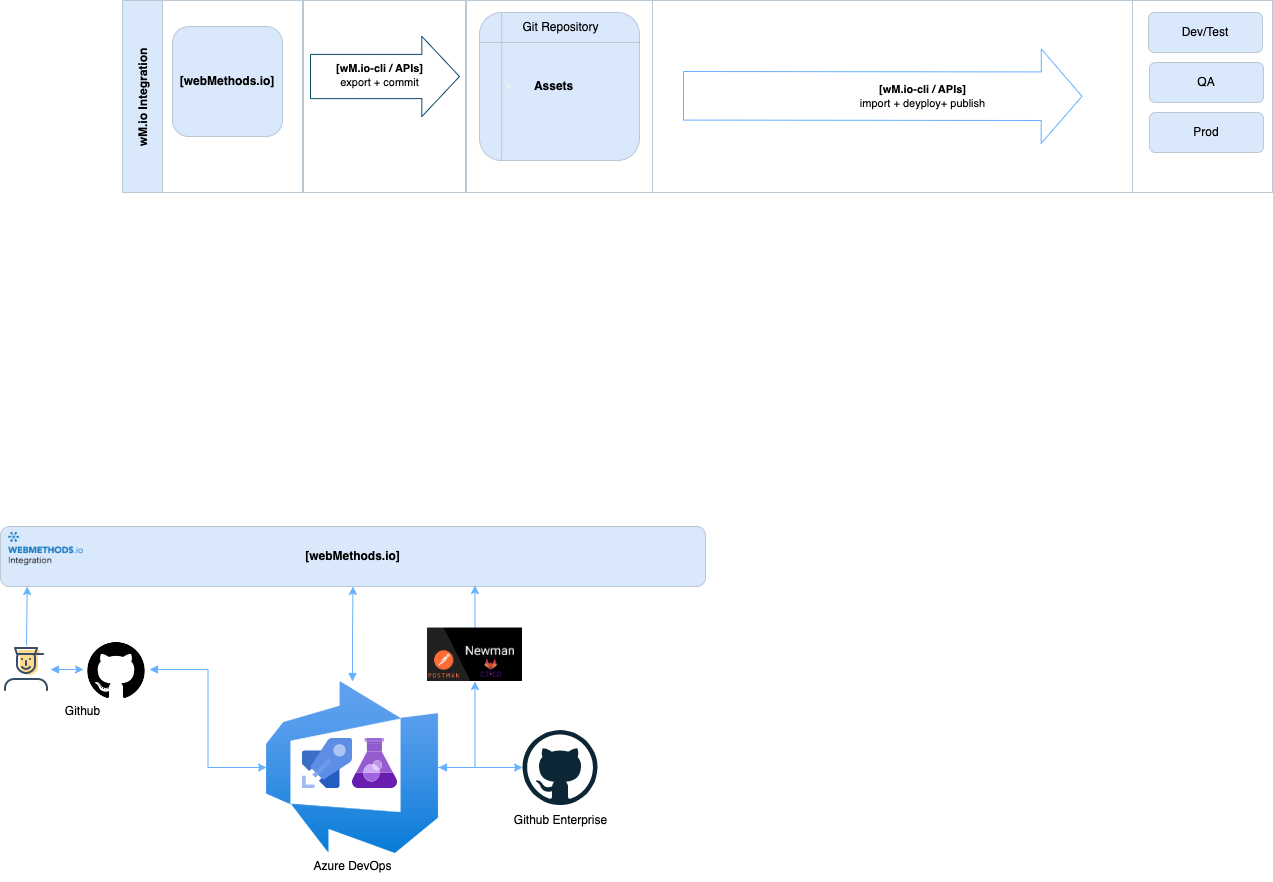 wM.io Integration
[webMethods.io]
[wM.io-cli / APIs]
export + commit
Git Repository
Assets
[wM.io-cli / APIs]
import + deyploy+ publish
Dev/Test
QA
Prod
WEBMETHODS.io
Integration
[webMethods.io]
Newman
POSTMAN
CI•CD
Github
Github Enterprise
Azure DevOps